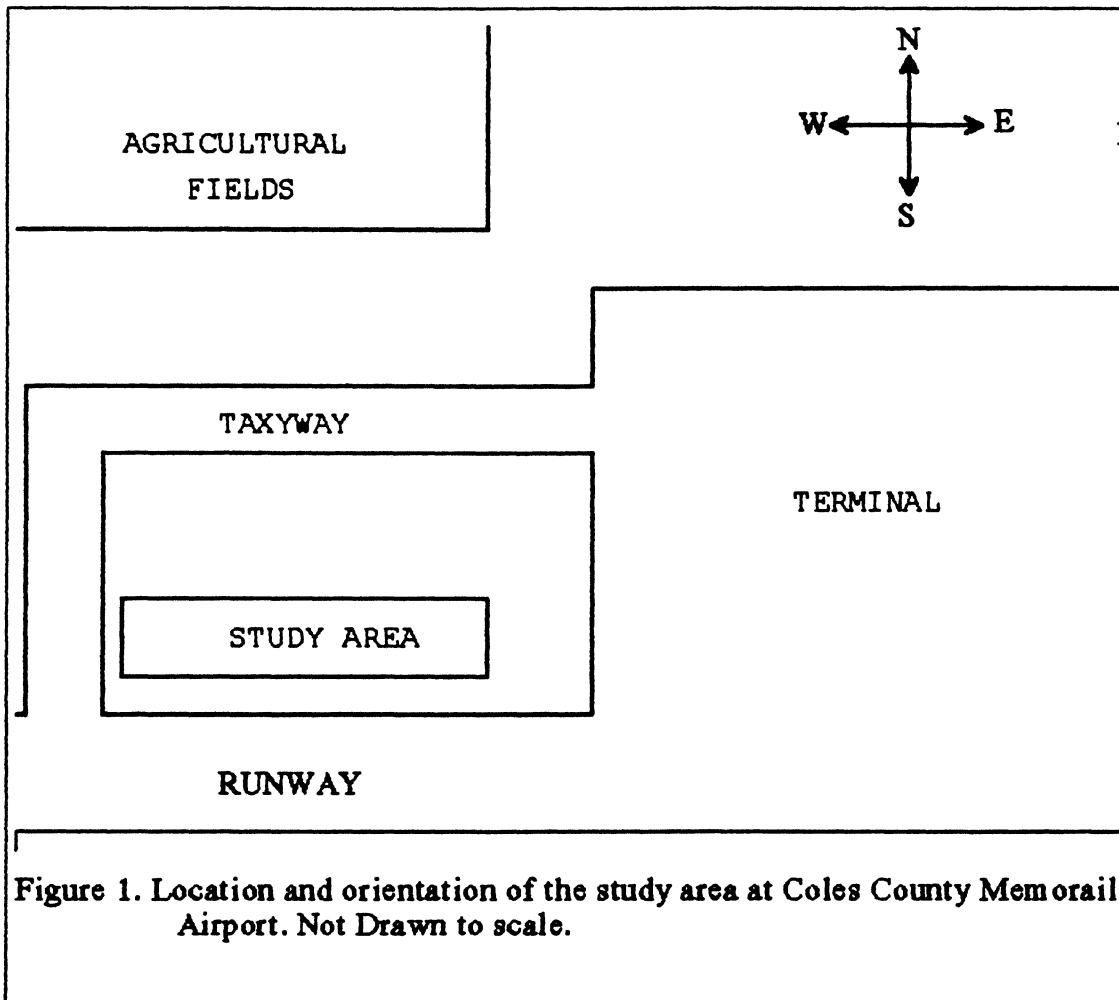 N
W E
S
AGRICULTURAL
FIELDS
TAXYWAY
TERMINAL
STUDY AREA
RUNWAY
Figure 1. Location and orientation of the study area at Coles County Memorail
Airport. Not Drawn to scale.